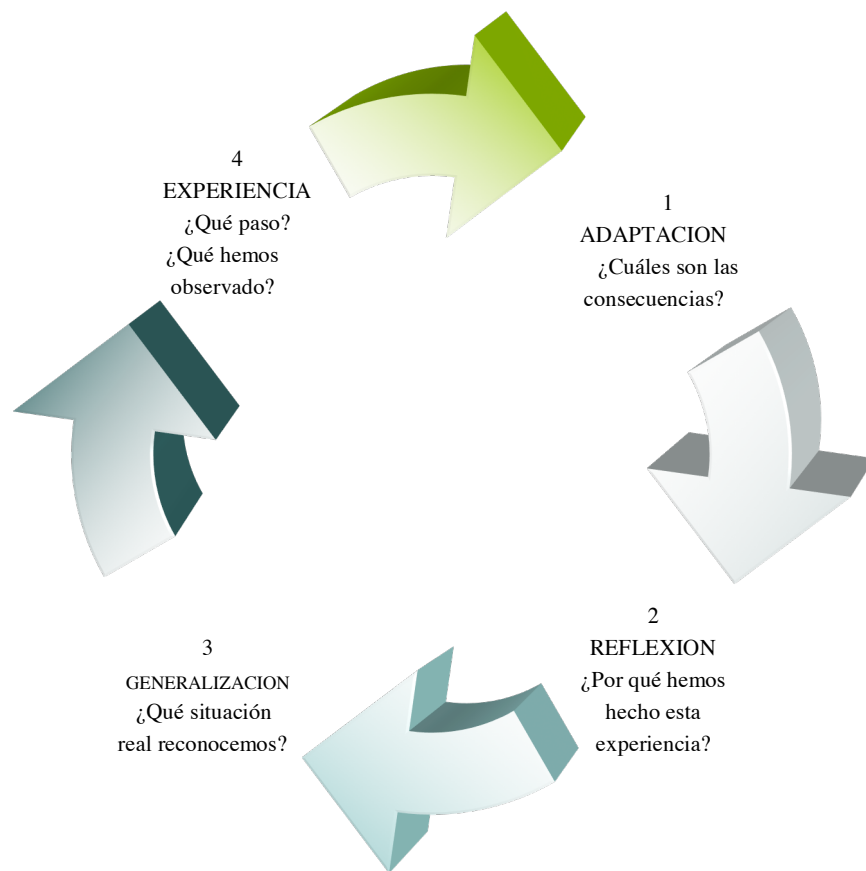 4
EXPERIENCIA
¿Qué paso?
¿Qué hemos
observado?
1
ADAPTACION
¿Cuáles son las
consecuencias?
2
REFLEXION
¿Por qué hemos
hecho esta
experiencia?
3
GENERALIZACION
¿Qué situación
real reconocemos?